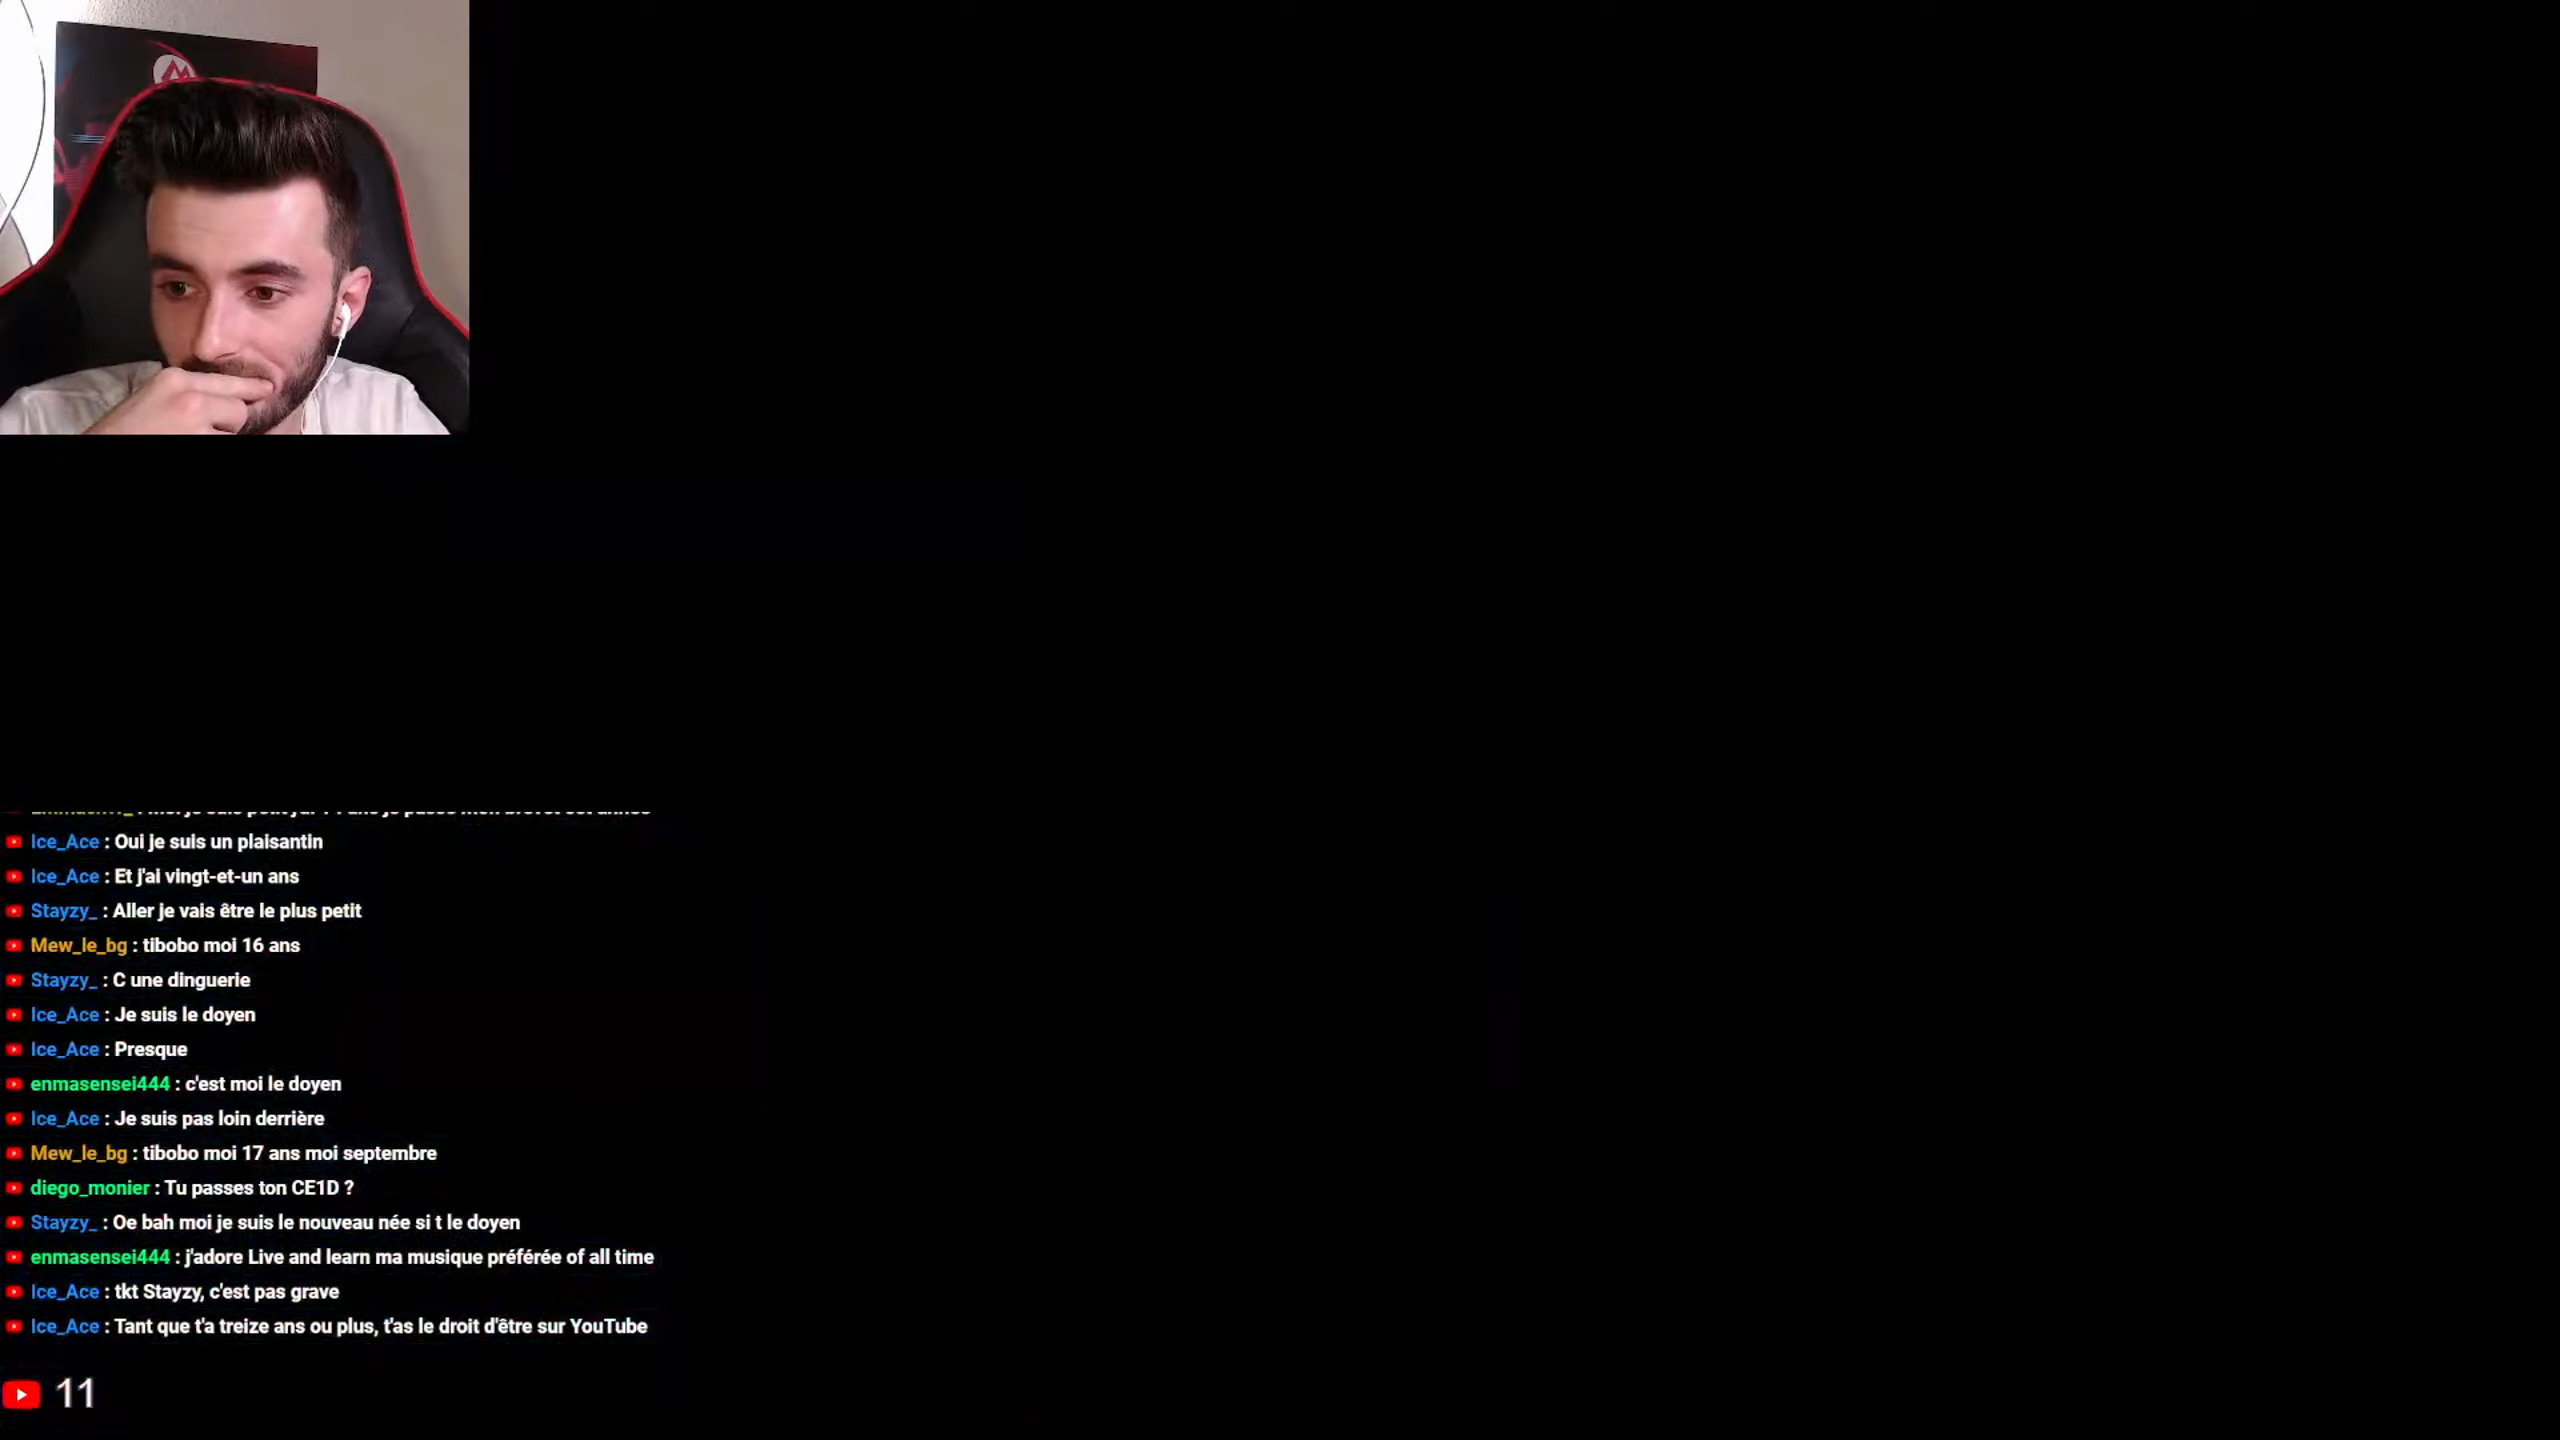 Ice_Ace : Oui je suis un plaisantin
Ice_Ace : Et j'ai vingt-et-un ans
Stayzy_ : Aller je vais être le plus petit
Mew_le_bg : tibobo moi 16 ans
Stayzy_ : C une dinguerie
Ice_Ace : Je suis le doyen
Ice_Ace : Presque
enmasensei444 : c'est moi le doyen
Ice_Ace : Je suis pas loin derrière
Mew_le_bg : tibobo moi 17 ans moi septembre
diego_monier : Tu passes ton CE1D ?
Stayzy_ : Oe bah moi je suis le nouveau née si t le doyen
enmasensei444 : j'adore Live and learn ma musique préférée of all time
Ice_Ace : tkt Stayzy, c'est pas grave
Ice_Ace : Tant que t'a treize ans ou plus, t'as le droit d'être sur YouTube
11